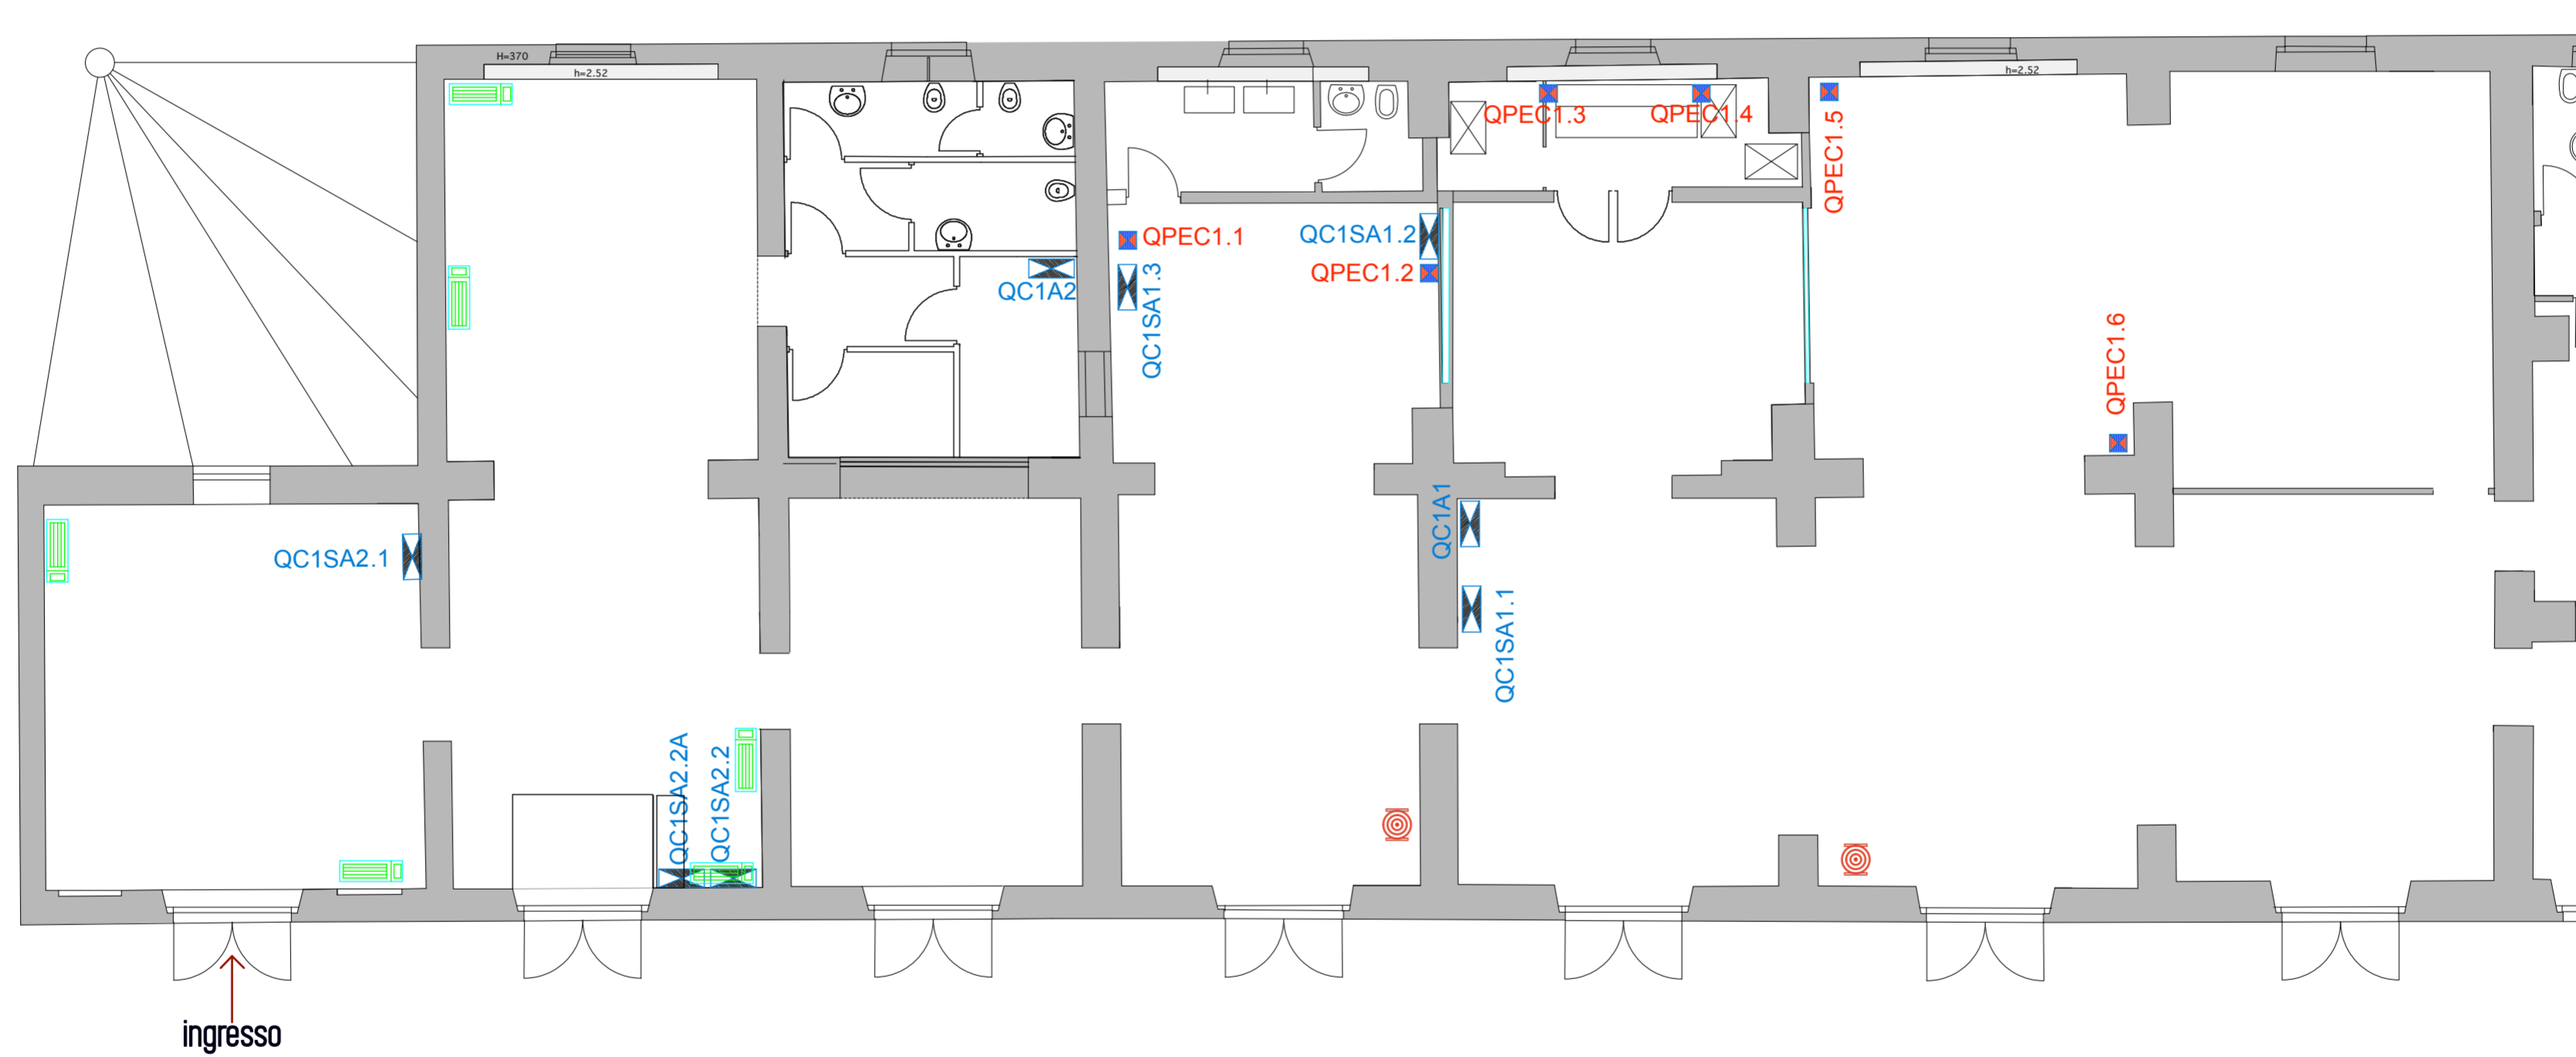 H=370
h=2.52
h=2.52
QPEC1.3
QPEC1.4
QPEC1.5
QPEC1.1
QC1SA1.2
QPEC1.2
QC1A2
QC1SA1.3
QPEC1.6
QC1SA2.1
QC1A1
QC1SA1.1
QC1SA2.2A
QC1SA2.2
ingresso